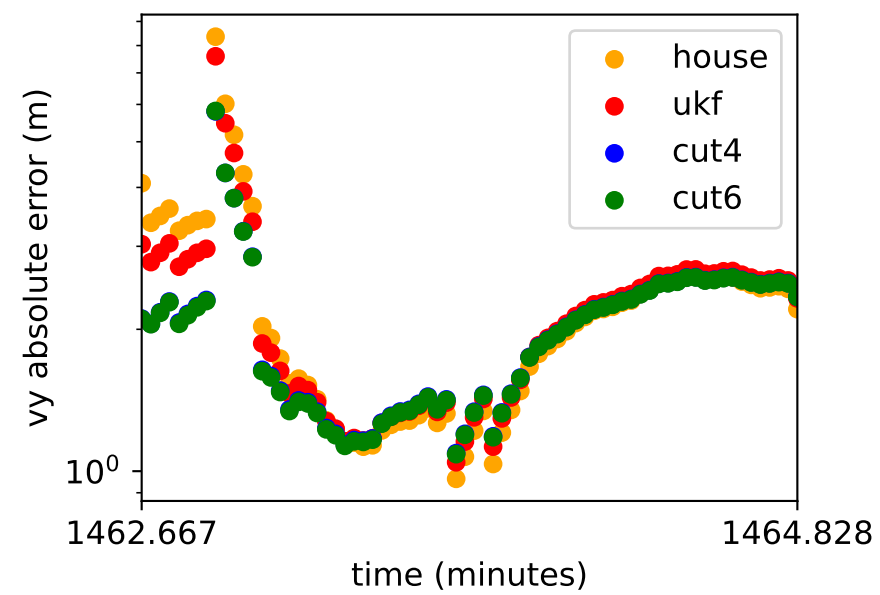 house
ukf
cut4
cut6
vy absolute error (m)
10⁰
1462.667
1464.828
time (minutes)